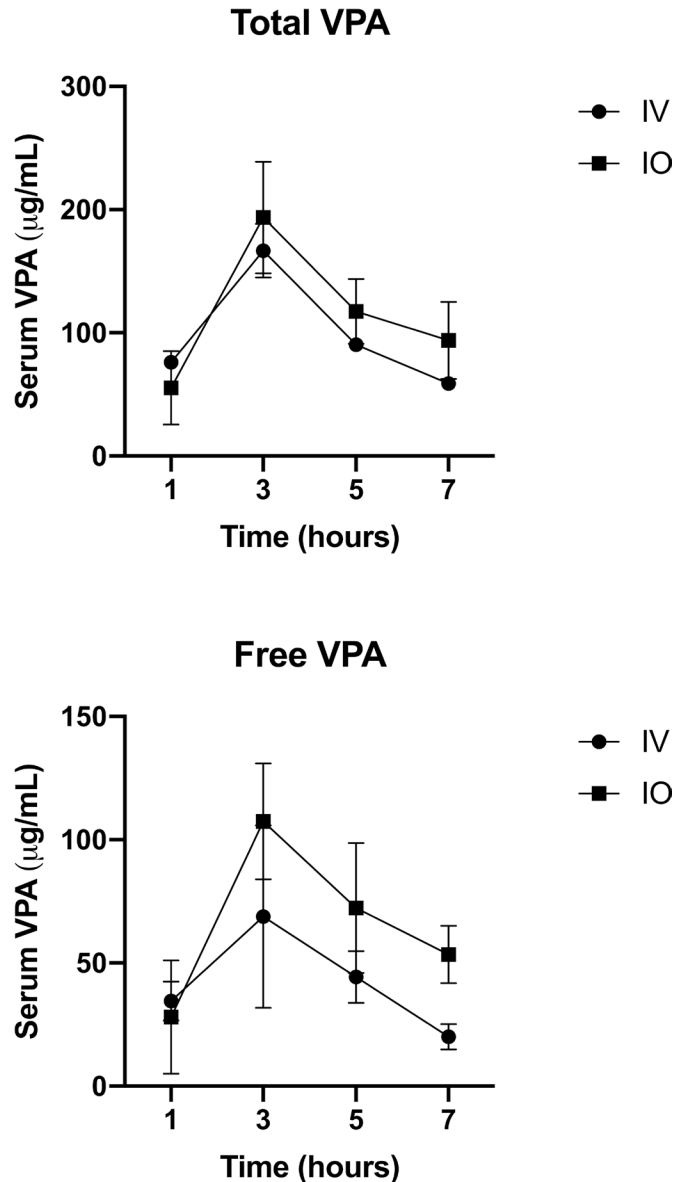 Total VPA
Serum VPA (μg/mL)
300
200
100
0
1 3 5 7
Time (hours)
IV
IO
Free VPA
Serum VPA (μg/mL)
150
100
50
0
1 3 5 7
Time (hours)
IV
IO